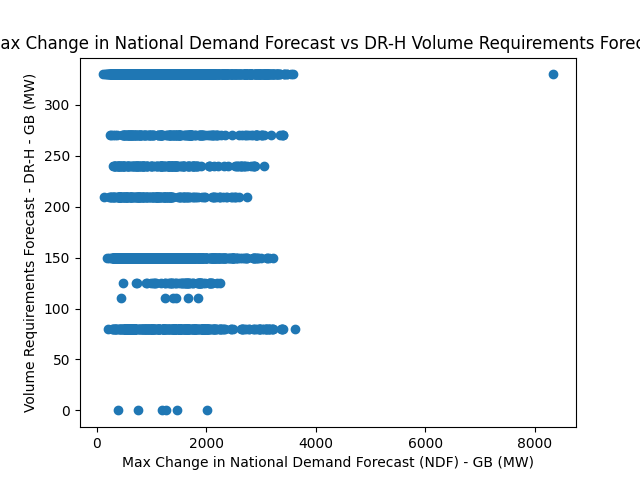 ax Change in National Demand Forecast vs DR-H Volume Requirements Forec
Volume Requirements Forecast - DR-H - GB (MW)
300
250
200
150
100
50
0
0 2000 4000 6000 8000
Max Change in National Demand Forecast (NDF) - GB (MW)